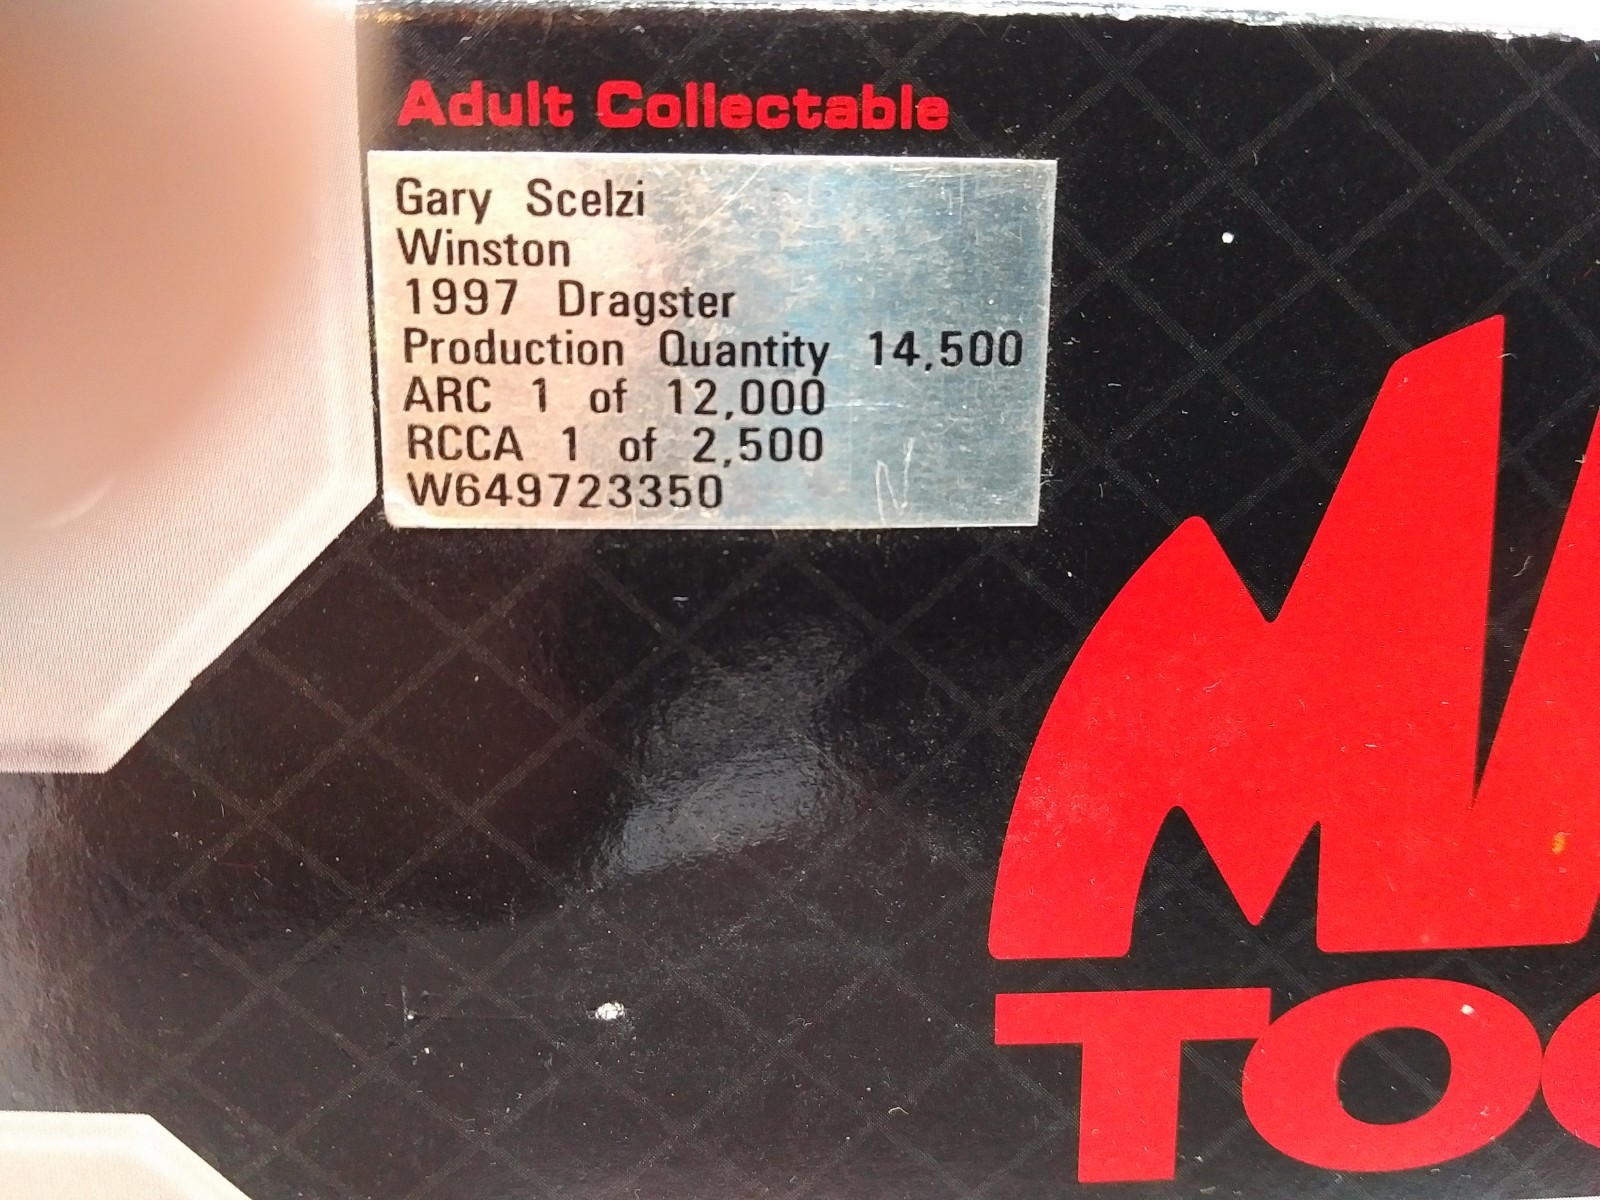 Adult Collectable
Gary Scelzi
Winston
1997 Dragster
Production Quantity 14,500
ARC 1 of 12,000
RCCA 1 of 2,500
W649723350